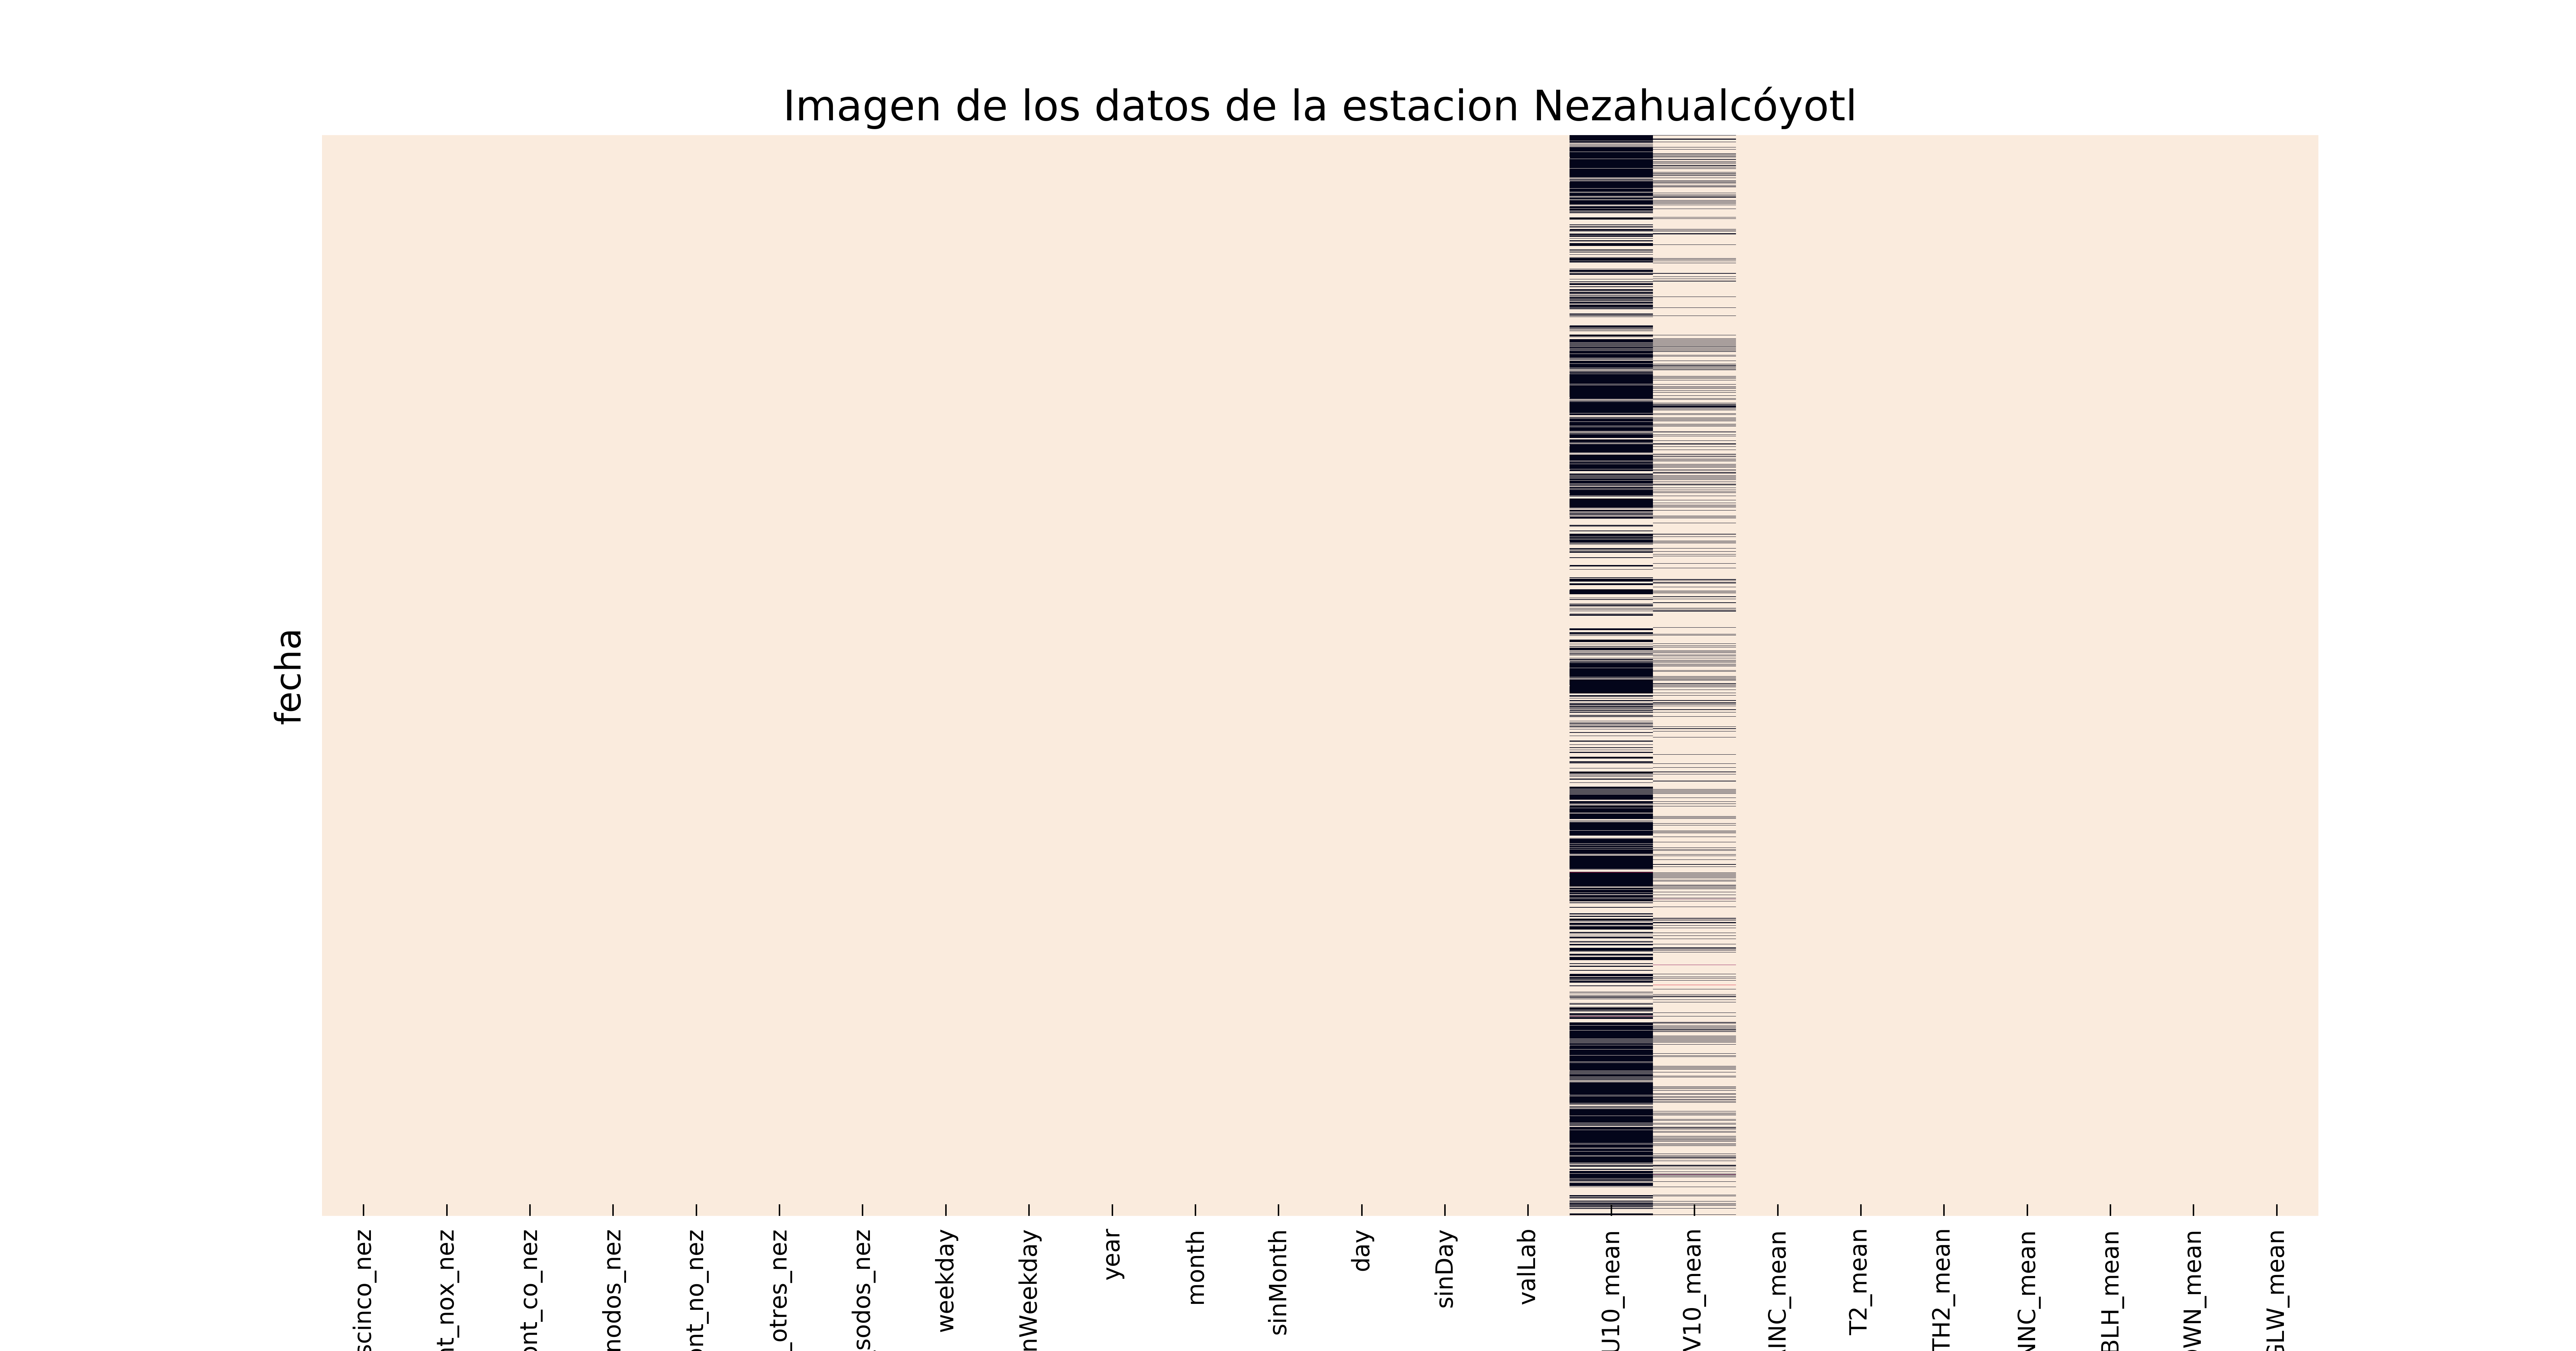 Imagen de los datos de la estacion Nezahualcóyotl
fecha
scinco_nez
nt_nox_nez
ont_co_nez
nodos_nez
ont_no_nez
_otres_nez
sodos_nez
weekday
nWeekday
year
month
sinMonth
day
sinDay
valLab
U10_mean
V10_mean
INC_mean
T2_mean
TH2_mean
NNC_mean
BLH_mean
OWN_mean
GLW_mean